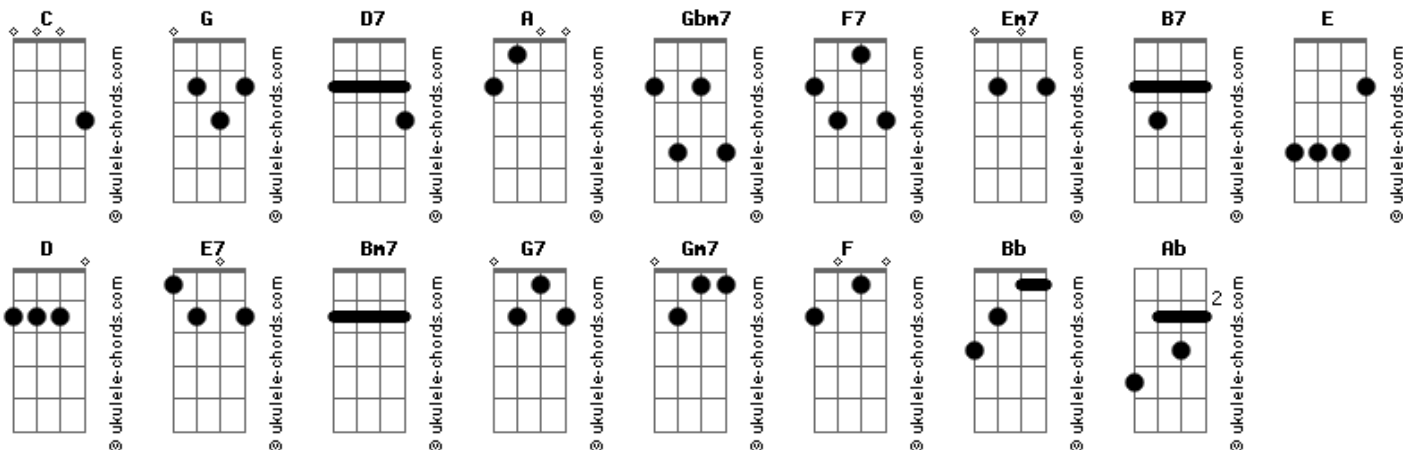 C G D7 A Gbm7 F7 Em7 B7 E
© ukulele-chords.com © ukulele-chords.com © ukulele-chords.com © ukulele-chords.com © ukulele-chords.com © ukulele-chords.com © ukulele-chords.com © ukulele-chords.com © ukulele-chords.com
D E7 Bm7 G7 Gm7 F Bb Ab
2
© ukulele-chords.com © ukulele-chords.com © ukulele-chords.com © ukulele-chords.com © ukulele-chords.com © ukulele-chords.com © ukulele-chords.com © ukulele-chords.com